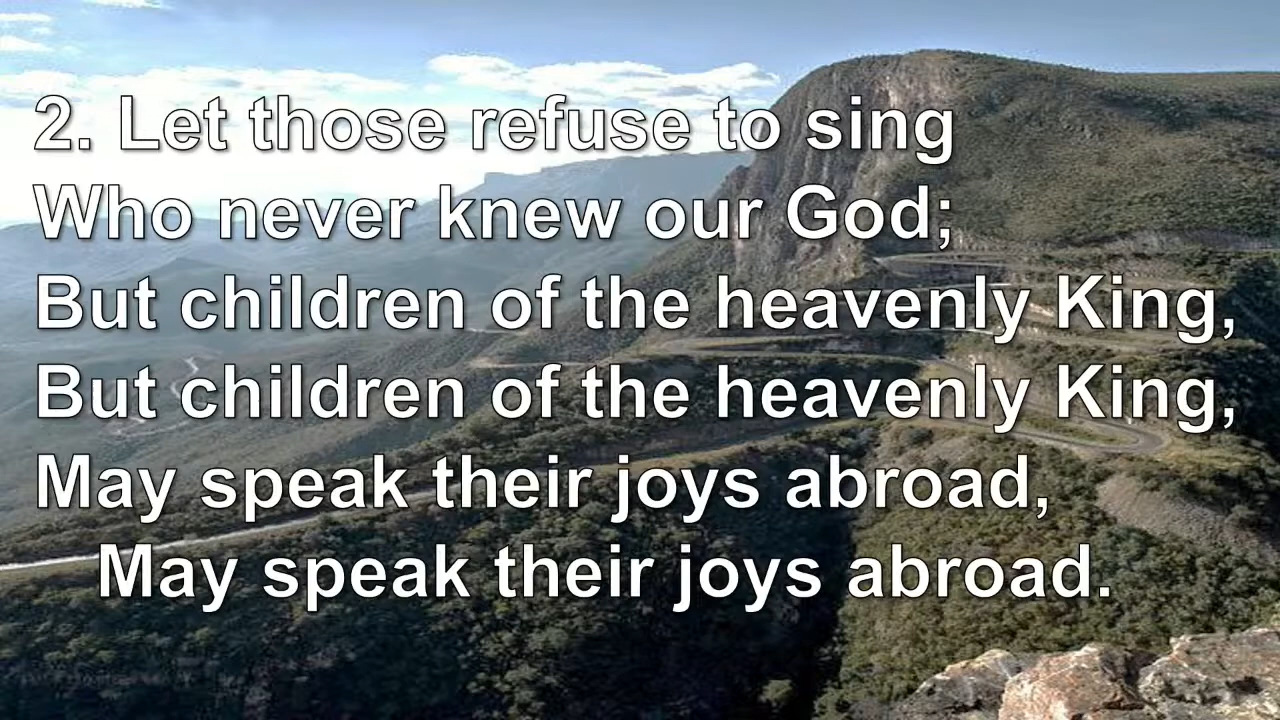 2. Let those refuse to sing
Who never knew our God;
But children of the heavenly King,
But children of the heavenly King,
May speak their joys abroad,
May speak their joys abroad.